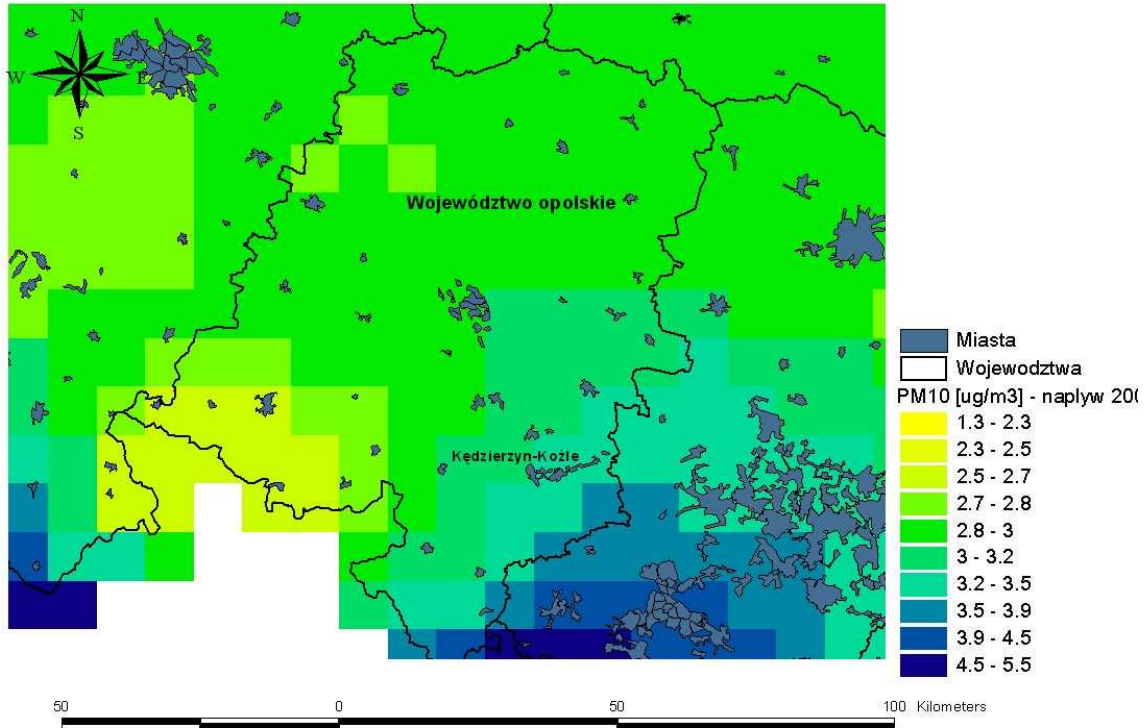 N
W E
S
Województwo opolskie
Kędzierzyn-Koźle
Miasta
Wojewodztwa
PM10 [ug/m3] - naplyw 200
1.3 - 2.3
2.3 - 2.5
2.5 - 2.7
2.7 - 2.8
2.8 - 3
3 - 3.2
3.2 - 3.5
3.5 - 3.9
3.9 - 4.5
4.5 - 5.5
50 0 50 100 Kilometers